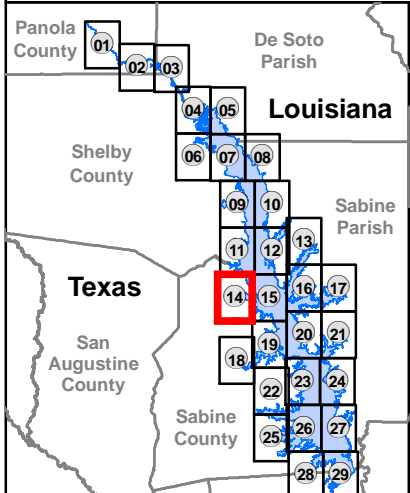 Panola
County
01
02
03
De Soto
Parish
04
05
Louisiana
Shelby
County
06
07
08
09
10
Sabine
Parish
11
12
13
Texas
14
15
16
17
San
Augustine
County
18
19
20
21
22
23
24
Sabine
County
25
26
27
28
29